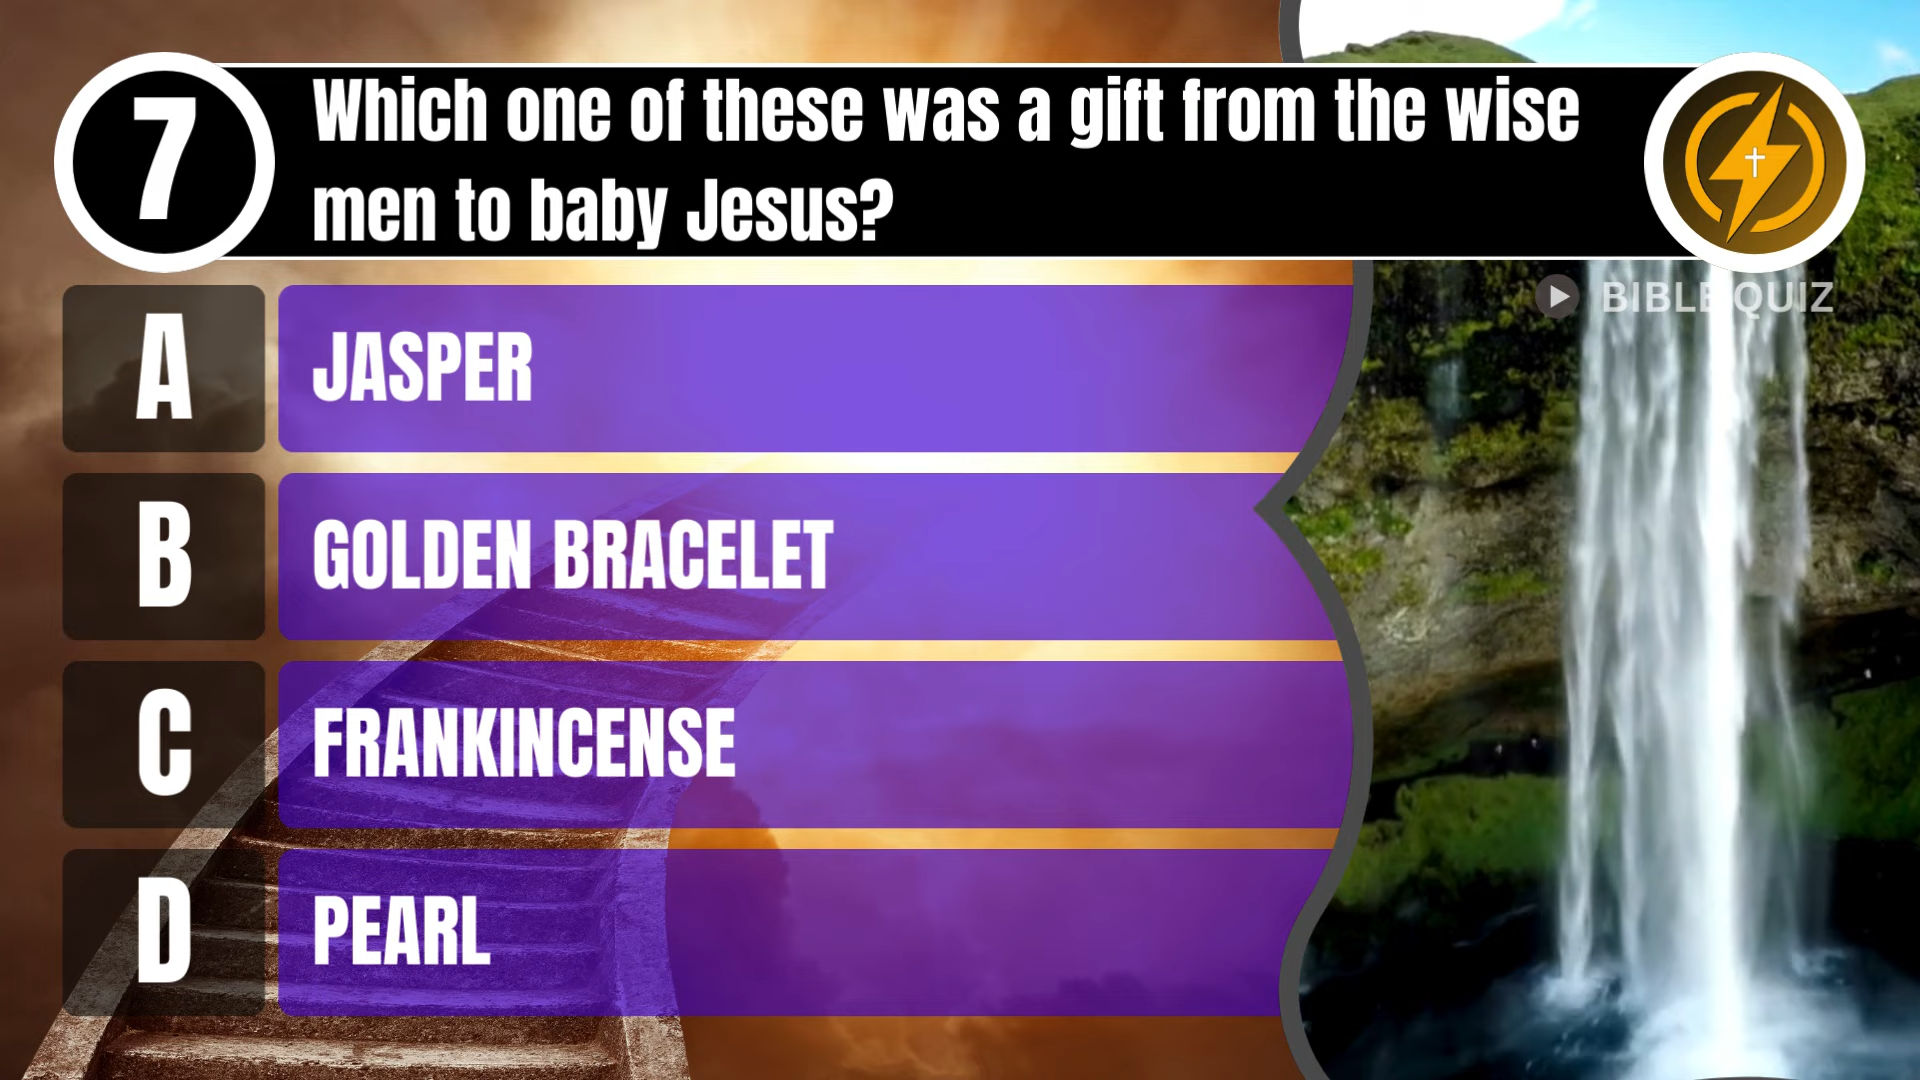 7
Which one of these was a gift from the wise
men to baby Jesus?
BIBLE QUIZ
A
JASPER
B
GOLDEN BRACELET
C
FRANKINCENSE
D
PEARL